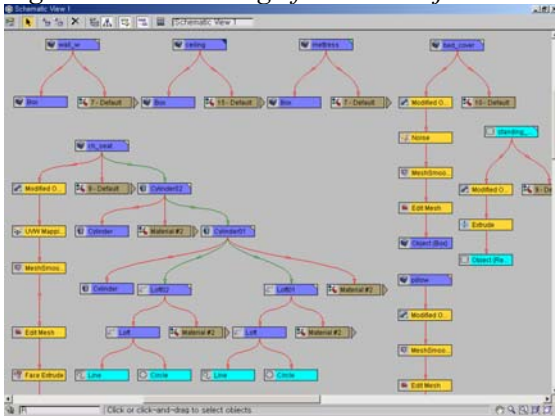 Schematic View 1
Schematic View 1
wall_w
ceiling
mettress
bed_cover
Box
7 - Default
Box
15 - Default
Box
7 - Default
Modified O...
10 - Default
Noise
standing_...
ch_seat
MeshSmoo...
Modified O...
9 - Default
Cylinder02
Modified O...
9 - De
Edit Mesh
UVW Mappi...
Cylinder
Material #2
Cylinder01
Extrude
Object (Box)
Object (Re...
MeshSmoo...
pillow
Cylinder
Loft02
Loft01
Material #2
Modified O...
Edit Mesh
Loft
Material #2
Loft
Material #2
MeshSmoo...
Face Extrude
Line
Circle
Line
Circle
Edit Mesh
Click or click-and-drag to select objects